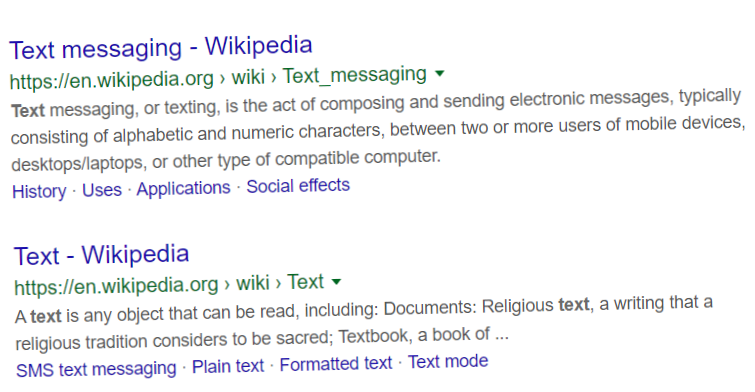 Text messaging - Wikipedia
https://en.wikipedia.org › wiki › Text_messaging ▼
Text messaging, or texting, is the act of composing and sending electronic messages, typically
consisting of alphabetic and numeric characters, between two or more users of mobile devices,
desktops/laptops, or other type of compatible computer.
History · Uses · Applications · Social effects
Text - Wikipedia
https://en.wikipedia.org › wiki › Text ▼
A text is any object that can be read, including: Documents: Religious text, a writing that a
religious tradition considers to be sacred; Textbook, a book of ...
SMS text messaging · Plain text · Formatted text · Text mode